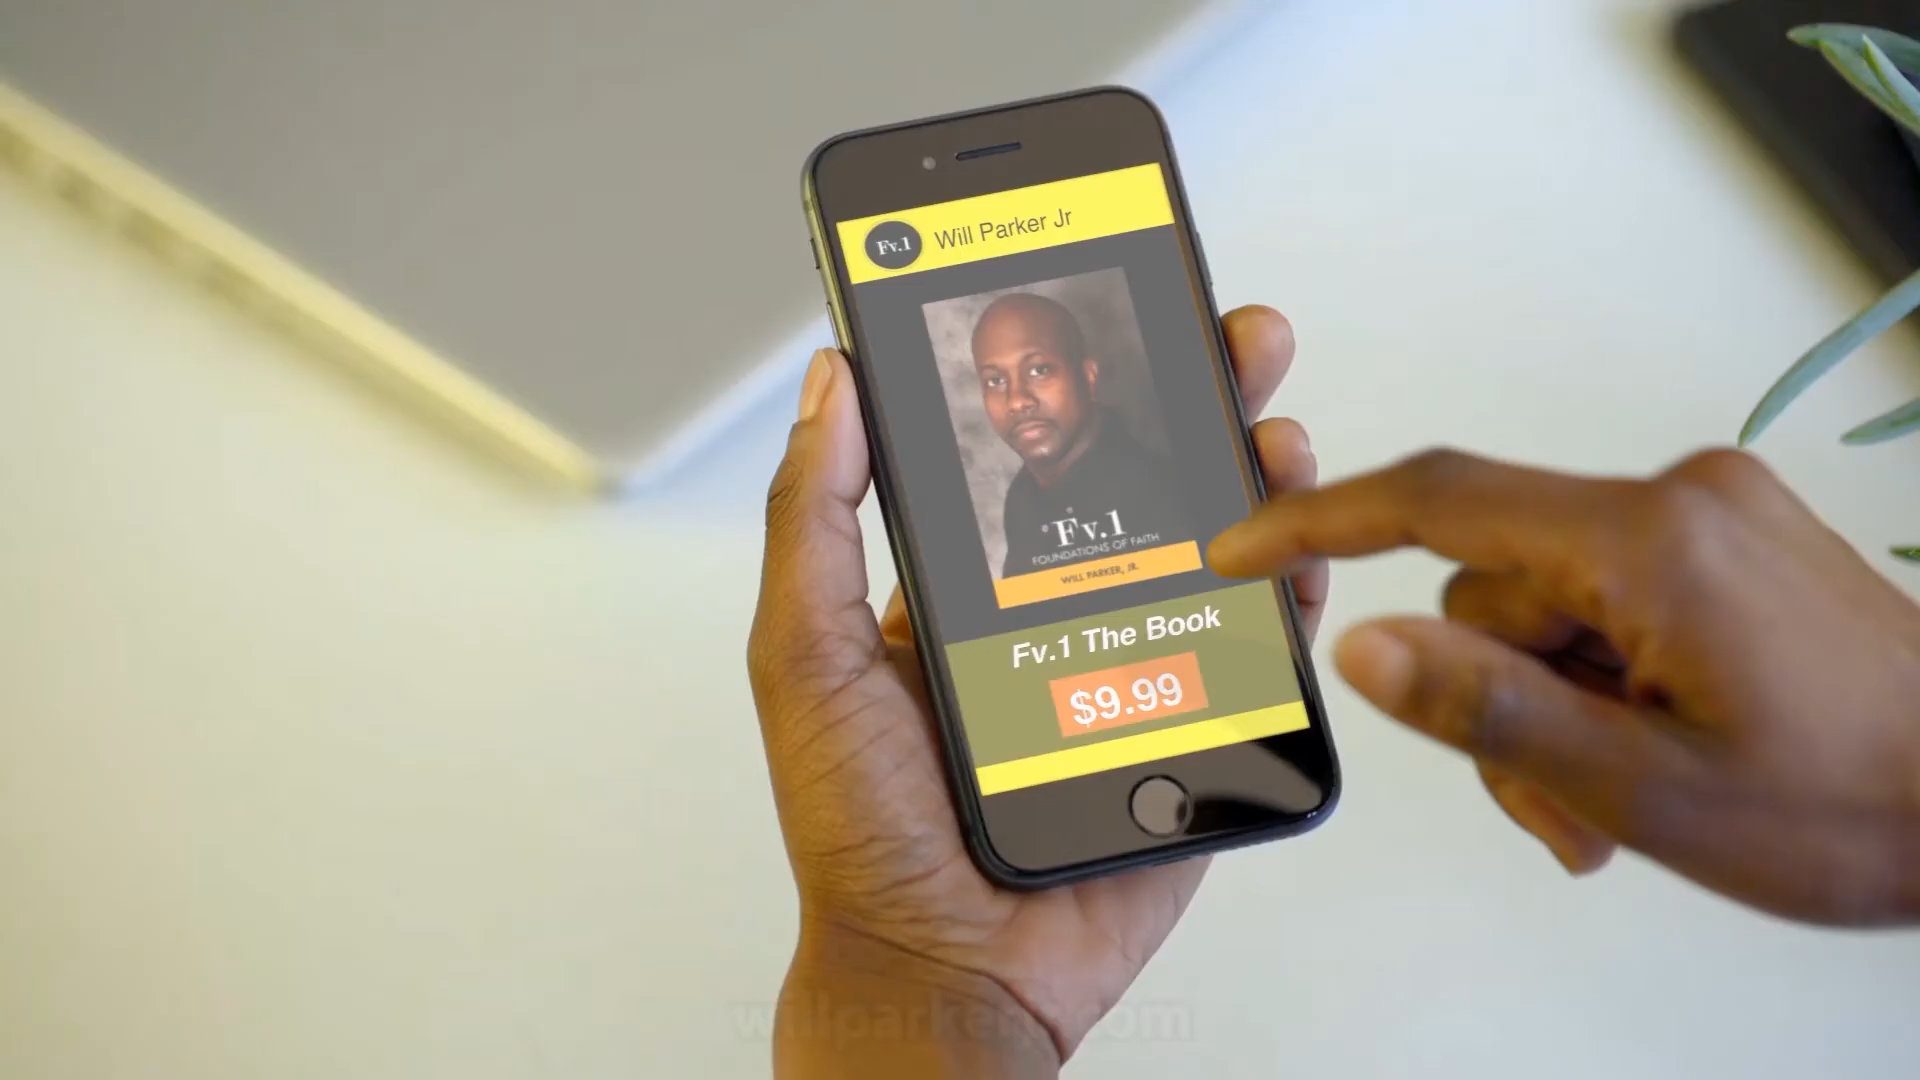 Fv.1
Will Parker Jr
Fv.1
FOUNDATIONS OF FAITH
WILL PARKER, JR.
Fv.1 The Book
$9.99